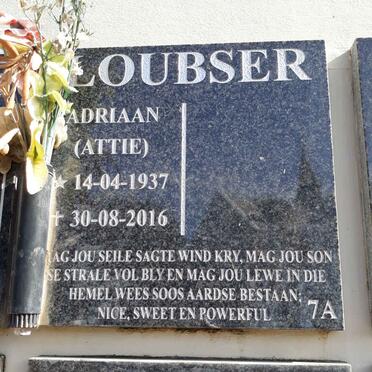 LOUBSER
ADRIAAN
(ATTIE)
14-04-1937
30-08-2016
MAG JOU SEILE SAGTE WIND KRY, MAG JOU SON
SE STRALE VOL BLY EN MAG JOU LEWE IN DIE
HEMEL WEES SOOS AARDSE BESTAAN;
NICE, SWEET EN POWERFUL
7A